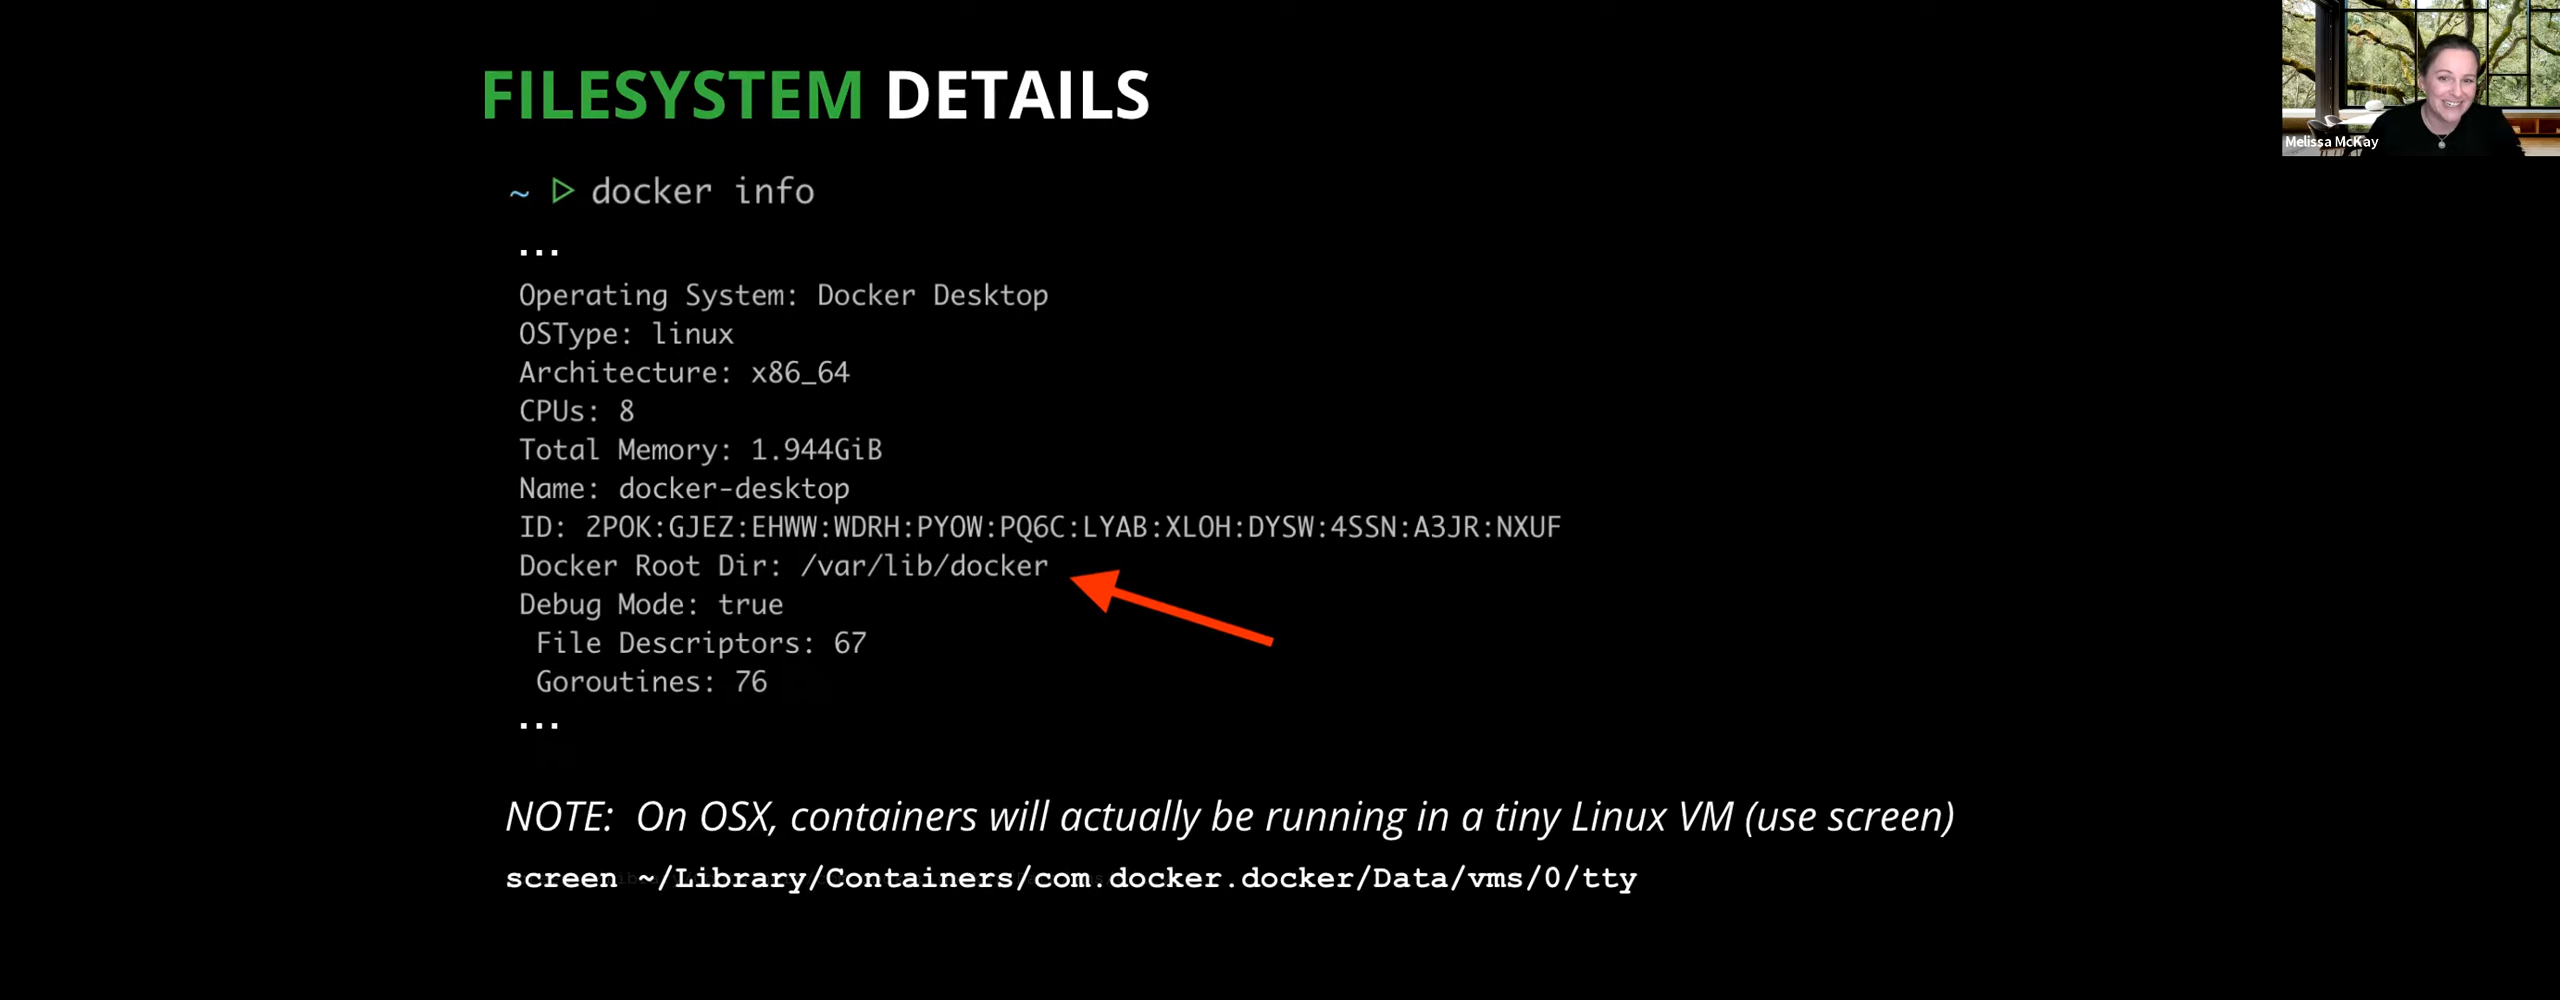 FILESYSTEM DETAILS
Melissa McKay
~ ▷ docker info
...
Operating System: Docker Desktop
OSType: linux
Architecture: x86_64
CPUs: 8
Total Memory: 1.944GiB
Name: docker-desktop
ID: 2POK:GJEZ:EHWW:WDRH:PYOW:PQ6C:LYAB:XLOH:DYSW:4SSN:A3JR:NXUF
Docker Root Dir: /var/lib/docker
Debug Mode: true
File Descriptors: 67
Goroutines: 76
...
NOTE: On OSX, containers will actually be running in a tiny Linux VM (use screen)
screen ~/Library/Containers/com.docker.docker/Data/vms/0/tty